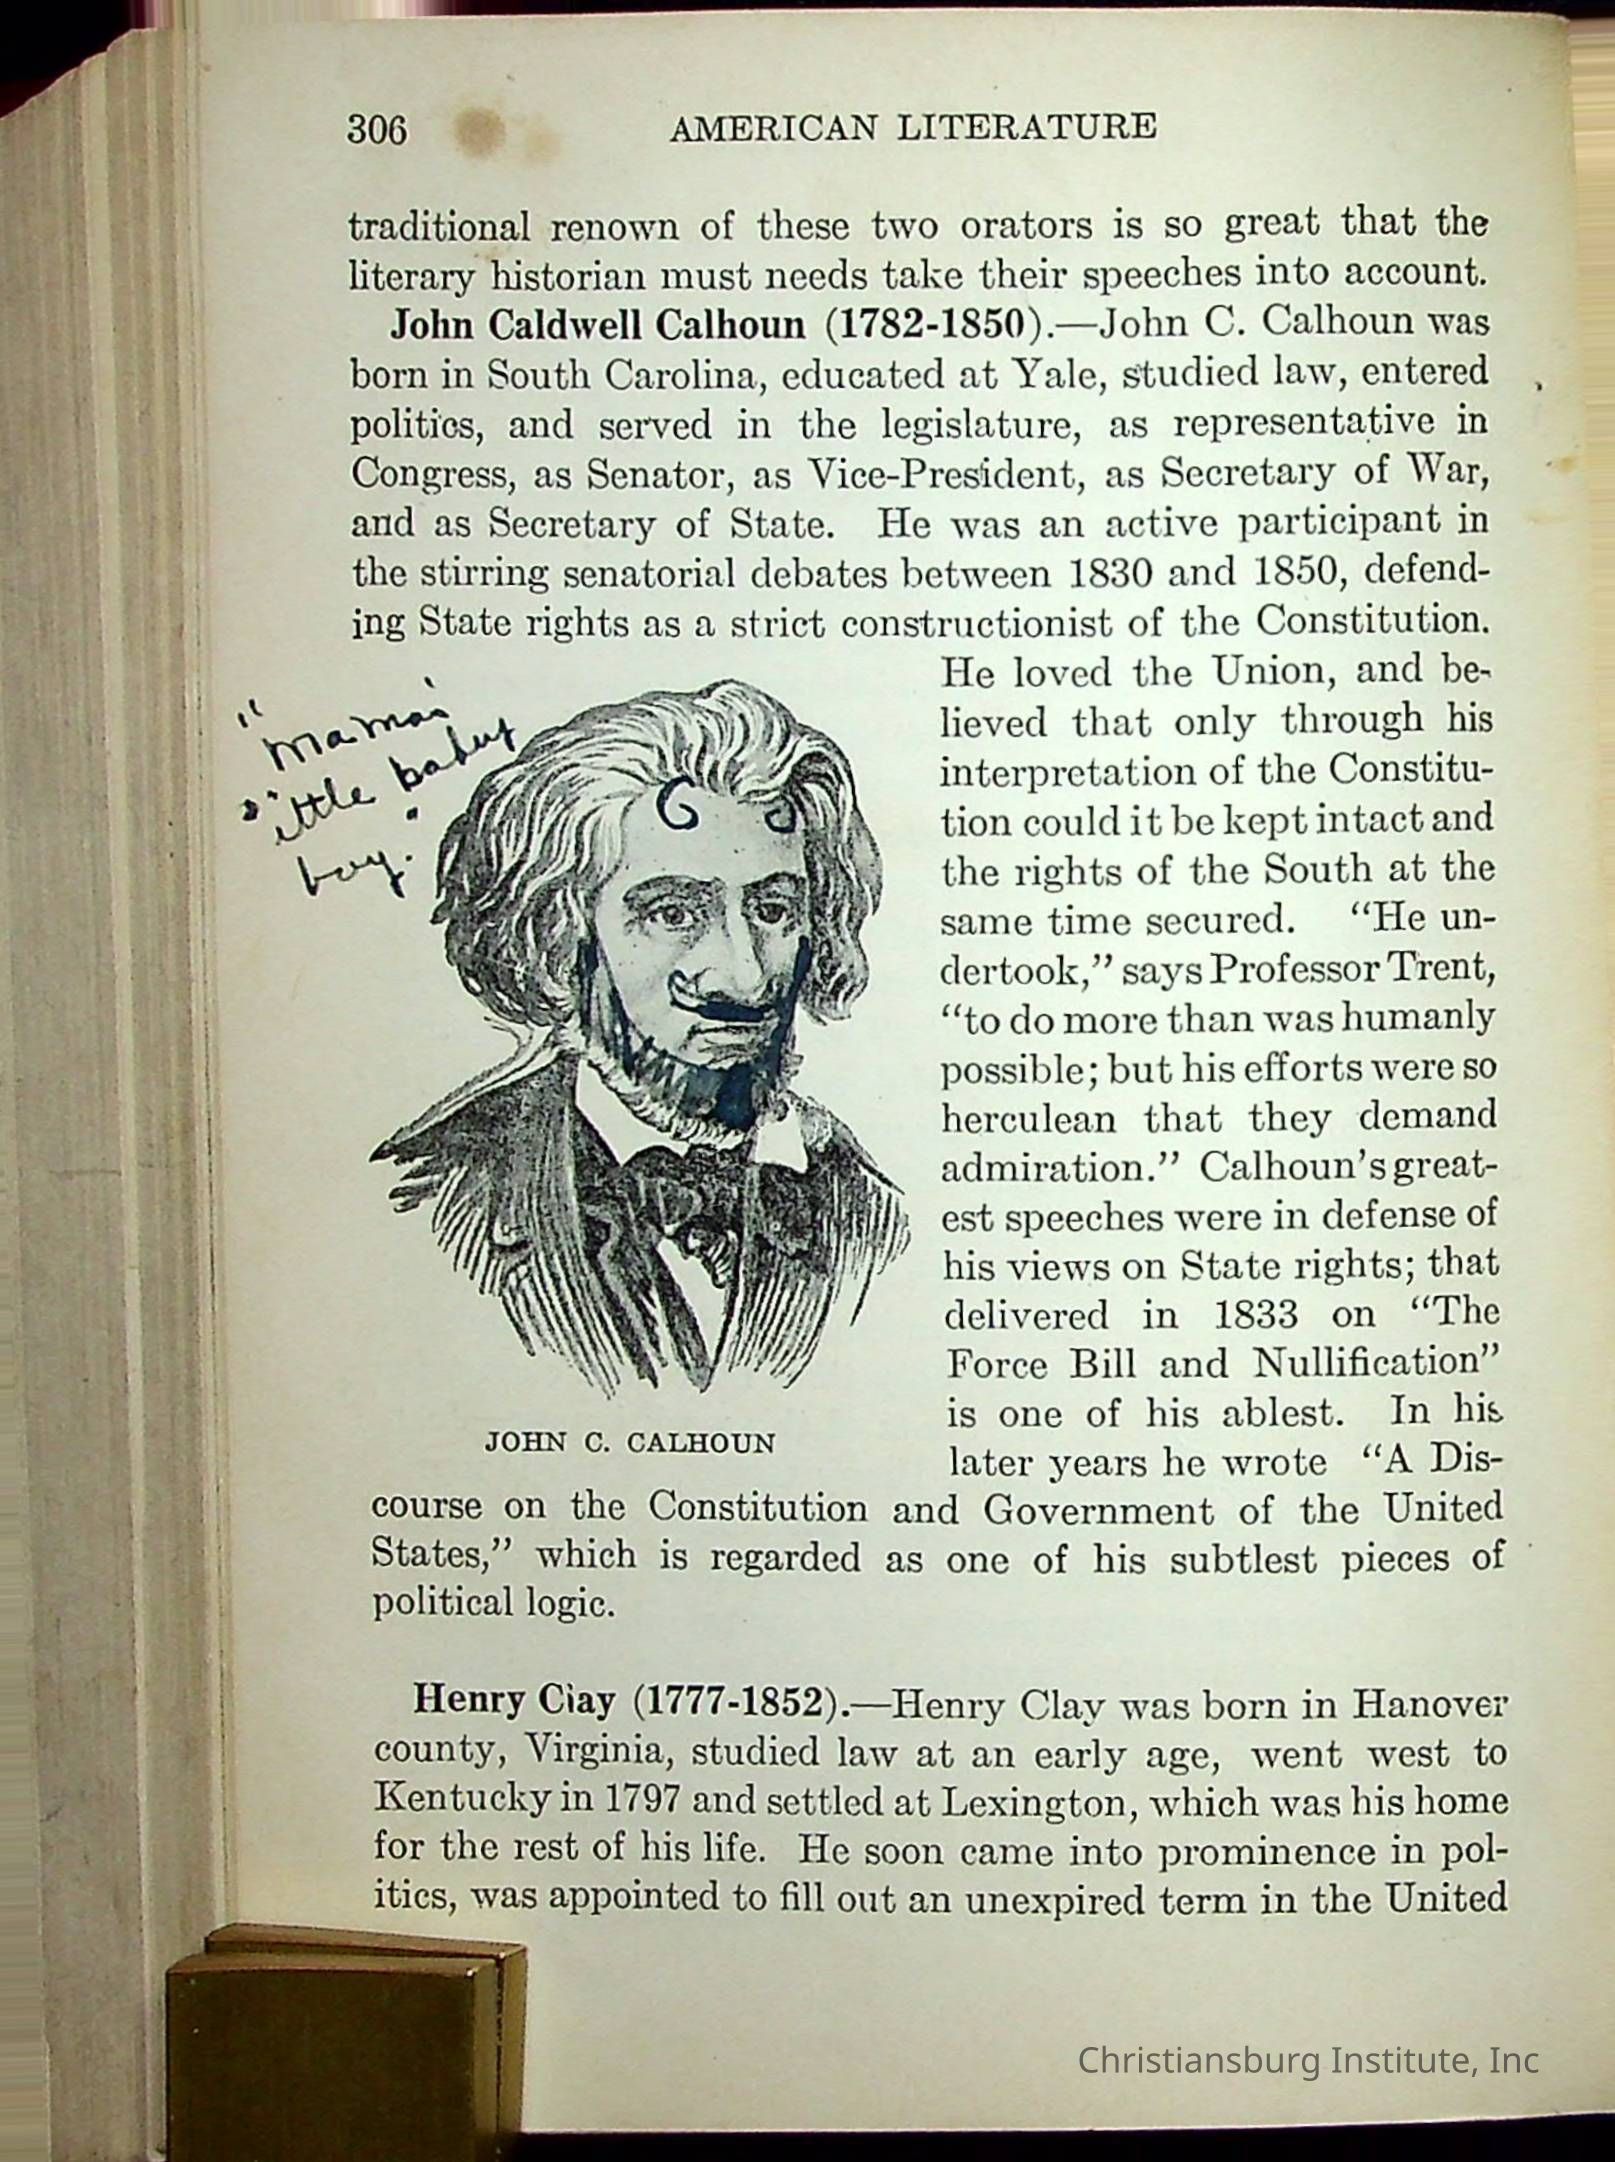 306 AMERICAN LITERATURE
traditional renown of these two orators is so great that the
literary historian must needs take their speeches into account.
John Caldwell Calhoun (1782-1850).—John C. Calhoun was
born in South Carolina, educated at Yale, studied law, entered
politics, and served in the legislature, as representative in
Congress, as Senator, as Vice-President, as Secretary of War,
and as Secretary of State. He was an active participant in
the stirring senatorial debates between 1830 and 1850, defend-
ing State rights as a strict constructionist of the Constitution.
"mama's
'ittle babuy
boy."
JOHN C. CALHOUN
He loved the Union, and be-
lieved that only through his
interpretation of the Constitu-
tion could it be kept intact and
the rights of the South at the
same time secured. “He un-
dertook,” says Professor Trent,
“to do more than was humanly
possible; but his efforts were so
herculean that they demand
admiration.” Calhoun's great-
est speeches were in defense of
his views on State rights; that
delivered in 1833 on “The
Force Bill and Nullification”
is one of his ablest. In his
later years he wrote “A Dis-
course on the Constitution and Government of the United
States,” which is regarded as one of his subtlest pieces of
political logic.
Henry Clay (1777-1852).—Henry Clay was born in Hanover
county, Virginia, studied law at an early age, went west to
Kentucky in 1797 and settled at Lexington, which was his home
for the rest of his life. He soon came into prominence in pol-
itics, was appointed to fill out an unexpired term in the United
Christiansburg Institute, Inc